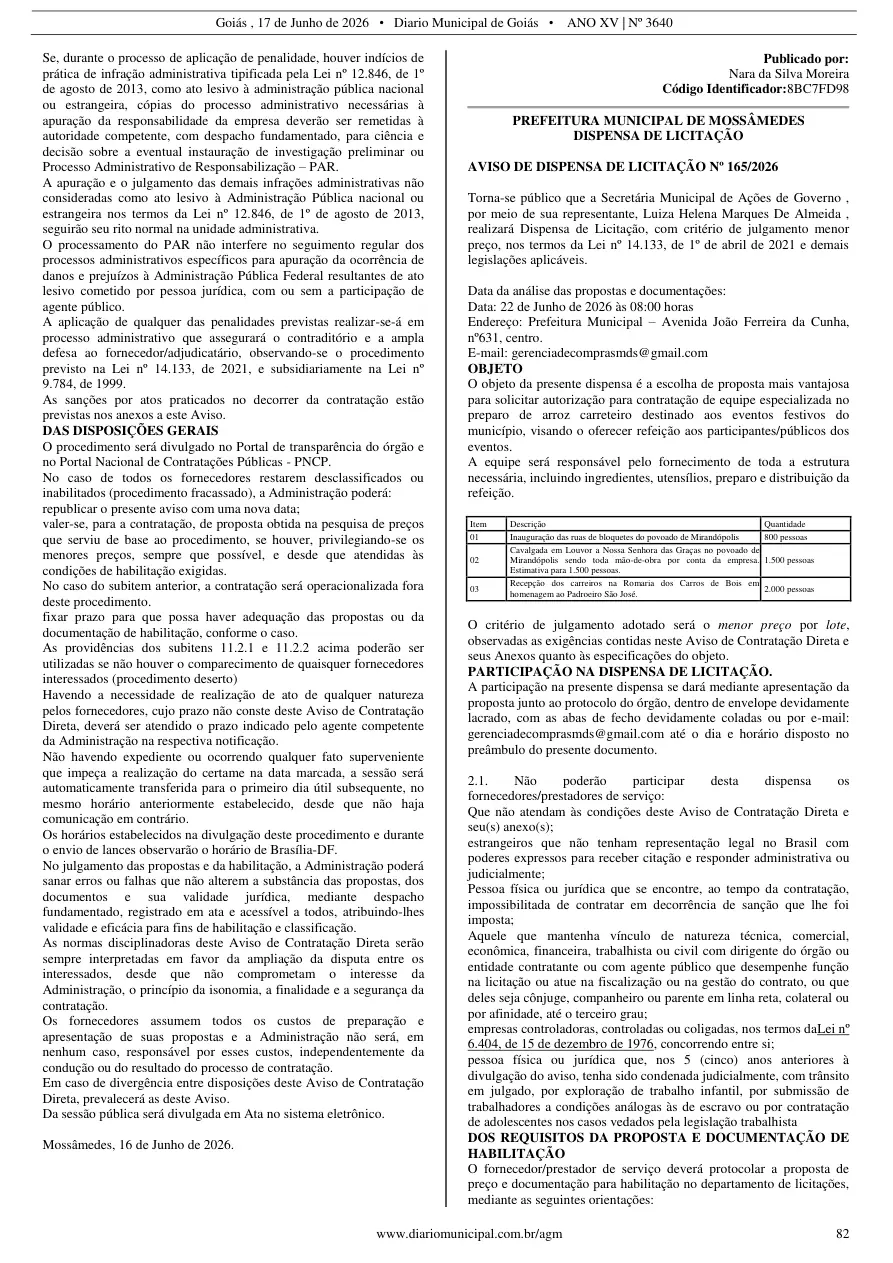 Goiás , 17 de Junho de 2026 • Diario Municipal de Goiás • ANO XV | Nº 3640
Se, durante o processo de aplicação de penalidade, houver indícios de
prática de infração administrativa tipificada pela Lei nº 12.846, de 1º
de agosto de 2013, como ato lesivo à administração pública nacional
ou estrangeira, cópias do processo administrativo necessárias à
apuração da responsabilidade da empresa deverão ser remetidas à
autoridade competente, com despacho fundamentado, para ciência e
decisão sobre a eventual instauração de investigação preliminar ou
Processo Administrativo de Responsabilização – PAR.
A apuração e o julgamento das demais infrações administrativas não
consideradas como ato lesivo à Administração Pública nacional ou
estrangeira nos termos da Lei nº 12.846, de 1º de agosto de 2013,
seguirão seu rito normal na unidade administrativa.
O processamento do PAR não interfere no seguimento regular dos
processos administrativos específicos para apuração da ocorrência de
danos e prejuízos à Administração Pública Federal resultantes de ato
lesivo cometido por pessoa jurídica, com ou sem a participação de
agente público.
A aplicação de qualquer das penalidades previstas realizar-se-á em
processo administrativo que assegurará o contraditório e a ampla
defesa ao fornecedor/adjudicatário, observando-se o procedimento
previsto na Lei nº 14.133, de 2021, e subsidiariamente na Lei nº
9.784, de 1999.
As sanções por atos praticados no decorrer da contratação estão
previstas nos anexos a este Aviso.
DAS DISPOSIÇÕES GERAIS
O procedimento será divulgado no Portal de transparência do órgão e
no Portal Nacional de Contratações Públicas - PNCP.
No caso de todos os fornecedores restarem desclassificados ou
inabilitados (procedimento fracassado), a Administração poderá:
republicar o presente aviso com uma nova data;
valer-se, para a contratação, de proposta obtida na pesquisa de preços
que serviu de base ao procedimento, se houver, privilegiando-se os
menores preços, sempre que possível, e desde que atendidas às
condições de habilitação exigidas.
No caso do subitem anterior, a contratação será operacionalizada fora
deste procedimento.
fixar prazo para que possa haver adequação das propostas ou da
documentação de habilitação, conforme o caso.
As providências dos subitens 11.2.1 e 11.2.2 acima poderão ser
utilizadas se não houver o comparecimento de quaisquer fornecedores
interessados (procedimento deserto)
Havendo a necessidade de realização de ato de qualquer natureza
pelos fornecedores, cujo prazo não conste deste Aviso de Contratação
Direta, deverá ser atendido o prazo indicado pelo agente competente
da Administração na respectiva notificação.
Não havendo expediente ou ocorrendo qualquer fato superveniente
que impeça a realização do certame na data marcada, a sessão será
automaticamente transferida para o primeiro dia útil subsequente, no
mesmo horário anteriormente estabelecido, desde que não haja
comunicação em contrário.
Os horários estabelecidos na divulgação deste procedimento e durante
o envio de lances observarão o horário de Brasília-DF.
No julgamento das propostas e da habilitação, a Administração poderá
sanar erros ou falhas que não alterem a substância das propostas, dos
documentos e sua validade jurídica, mediante despacho
fundamentado, registrado em ata e acessível a todos, atribuindo-lhes
validade e eficácia para fins de habilitação e classificação.
As normas disciplinadoras deste Aviso de Contratação Direta serão
sempre interpretadas em favor da ampliação da disputa entre os
interessados, desde que não comprometam o interesse da
Administração, o princípio da isonomia, a finalidade e a segurança da
contratação.
Os fornecedores assumem todos os custos de preparação e
apresentação de suas propostas e a Administração não será, em
nenhum caso, responsável por esses custos, independentemente da
condução ou do resultado do processo de contratação.
Em caso de divergência entre disposições deste Aviso de Contratação
Direta, prevalecerá as deste Aviso.
Da sessão pública será divulgada em Ata no sistema eletrônico.
Mossâmedes, 16 de Junho de 2026.
Publicado por:
Nara da Silva Moreira
Código Identificador:8BC7FD98
PREFEITURA MUNICIPAL DE MOSSÂMEDES
DISPENSA DE LICITAÇÃO
AVISO DE DISPENSA DE LICITAÇÃO Nº 165/2026
Torna-se público que a Secretária Municipal de Ações de Governo ,
por meio de sua representante, Luiza Helena Marques De Almeida ,
realizará Dispensa de Licitação, com critério de julgamento menor
preço, nos termos da Lei nº 14.133, de 1º de abril de 2021 e demais
legislações aplicáveis.
Data da análise das propostas e documentações:
Data: 22 de Junho de 2026 às 08:00 horas
Endereço: Prefeitura Municipal – Avenida João Ferreira da Cunha,
nº631, centro.
E-mail: gerenciadecomprasmds@gmail.com
OBJETO
O objeto da presente dispensa é a escolha de proposta mais vantajosa
para solicitar autorização para contratação de equipe especializada no
preparo de arroz carreteiro destinado aos eventos festivos do
município, visando o oferecer refeição aos participantes/públicos dos
eventos.
A equipe será responsável pelo fornecimento de toda a estrutura
necessária, incluindo ingredientes, utensílios, preparo e distribuição da
refeição.
Item Descrição Quantidade
01 Inauguração das ruas de bloquetes do povoado de Mirandópolis 800 pessoas
Cavalgada em Louvor a Nossa Senhora das Graças no povoado de
02 Mirandópolis sendo toda mão-de-obra por conta da empresa. 1.500 pessoas
Estimativa para 1.500 pessoas.
03 Recepção dos carreiros na Romaria dos Carros de Bois em 2.000 pessoas
homenagem ao Padroeiro São José.
O critério de julgamento adotado será o menor preço por lote,
observadas as exigências contidas neste Aviso de Contratação Direta e
seus Anexos quanto às especificações do objeto.
PARTICIPAÇÃO NA DISPENSA DE LICITAÇÃO.
A participação na presente dispensa se dará mediante apresentação da
proposta junto ao protocolo do órgão, dentro de envelope devidamente
lacrado, com as abas de fecho devidamente coladas ou por e-mail:
gerenciadecomprasmds@gmail.com até o dia e horário disposto no
preâmbulo do presente documento.
2.1. Não poderão participar desta dispensa os
fornecedores/prestadores de serviço:
Que não atendam às condições deste Aviso de Contratação Direta e
seu(s) anexo(s);
estrangeiros que não tenham representação legal no Brasil com
poderes expressos para receber citação e responder administrativa ou
judicialmente;
Pessoa física ou jurídica que se encontre, ao tempo da contratação,
impossibilitada de contratar em decorrência de sanção que lhe foi
imposta;
Aquele que mantenha vínculo de natureza técnica, comercial,
econômica, financeira, trabalhista ou civil com dirigente do órgão ou
entidade contratante ou com agente público que desempenhe função
na licitação ou atue na fiscalização ou na gestão do contrato, ou que
deles seja cônjuge, companheiro ou parente em linha reta, colateral ou
por afinidade, até o terceiro grau;
empresas controladoras, controladas ou coligadas, nos termos daLei nº
6.404, de 15 de dezembro de 1976, concorrendo entre si;
pessoa física ou jurídica que, nos 5 (cinco) anos anteriores à
divulgação do aviso, tenha sido condenada judicialmente, com trânsito
em julgado, por exploração de trabalho infantil, por submissão de
trabalhadores a condições análogas às de escravo ou por contratação
de adolescentes nos casos vedados pela legislação trabalhista
DOS REQUISITOS DA PROPOSTA E DOCUMENTAÇÃO DE
HABILITAÇÃO
O fornecedor/prestador de serviço deverá protocolar a proposta de
preço e documentação para habilitação no departamento de licitações,
mediante as seguintes orientações:
www.diariomunicipal.com.br/agm 82